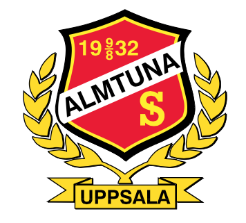 19 9/8 32
ALMTUNA
S
UPPSALA